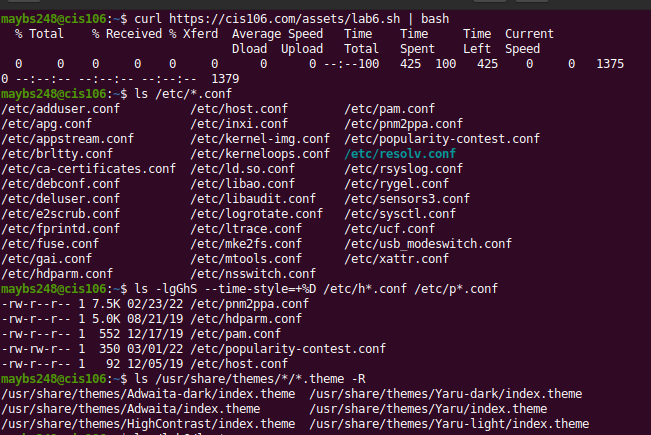 maybs248@cis106:~$ curl https://cis106.com/assets/lab6.sh | bash
  % Total    % Received % Xferd  Average Speed   Time    Time     Time  Current
                                 Dload  Upload   Total   Spent    Left  Speed
  0     0    0     0    0     0      0      0 --:--100   425  100   425    0     0   1375
0 --:--:-- --:--:-- --:--:--  1379
maybs248@cis106:~$ ls /etc/*.conf
/etc/adduser.conf          /etc/host.conf        /etc/pam.conf
/etc/apg.conf              /etc/inxi.conf        /etc/pnm2ppa.conf
/etc/appstream.conf        /etc/kernel-img.conf  /etc/popularity-contest.conf
/etc/brltty.conf           /etc/kerneloops.conf  /etc/resolv.conf
/etc/ca-certificates.conf  /etc/ld.so.conf       /etc/rsyslog.conf
/etc/debconf.conf          /etc/libao.conf       /etc/rygel.conf
/etc/deluser.conf          /etc/libaudit.conf    /etc/sensors3.conf
/etc/e2scrub.conf          /etc/logrotate.conf   /etc/sysctl.conf
/etc/fprintd.conf          /etc/ltrace.conf      /etc/ucf.conf
/etc/fuse.conf             /etc/mke2fs.conf      /etc/usb_modeswitch.conf
/etc/gai.conf              /etc/mtools.conf      /etc/xattr.conf
/etc/hdparm.conf           /etc/nsswitch.conf
maybs248@cis106:~$ ls -lgGhS --time-style=+%D /etc/h*.conf /etc/p*.conf
-rw-r--r-- 1 7.5K 02/23/22 /etc/pnm2ppa.conf
-rw-r--r-- 1 5.0K 08/21/19 /etc/hdparm.conf
-rw-r--r-- 1  552 12/17/19 /etc/pam.conf
-rw-rw-r-- 1  350 03/01/22 /etc/popularity-contest.conf
-rw-r--r-- 1   92 12/05/19 /etc/host.conf
maybs248@cis106:~$ ls /usr/share/themes/*/*.theme -R
/usr/share/themes/Adwaita-dark/index.theme  /usr/share/themes/Yaru-dark/index.theme
/usr/share/themes/Adwaita/index.theme       /usr/share/themes/Yaru/index.theme
/usr/share/themes/HighContrast/index.theme  /usr/share/themes/Yaru-light/index.theme